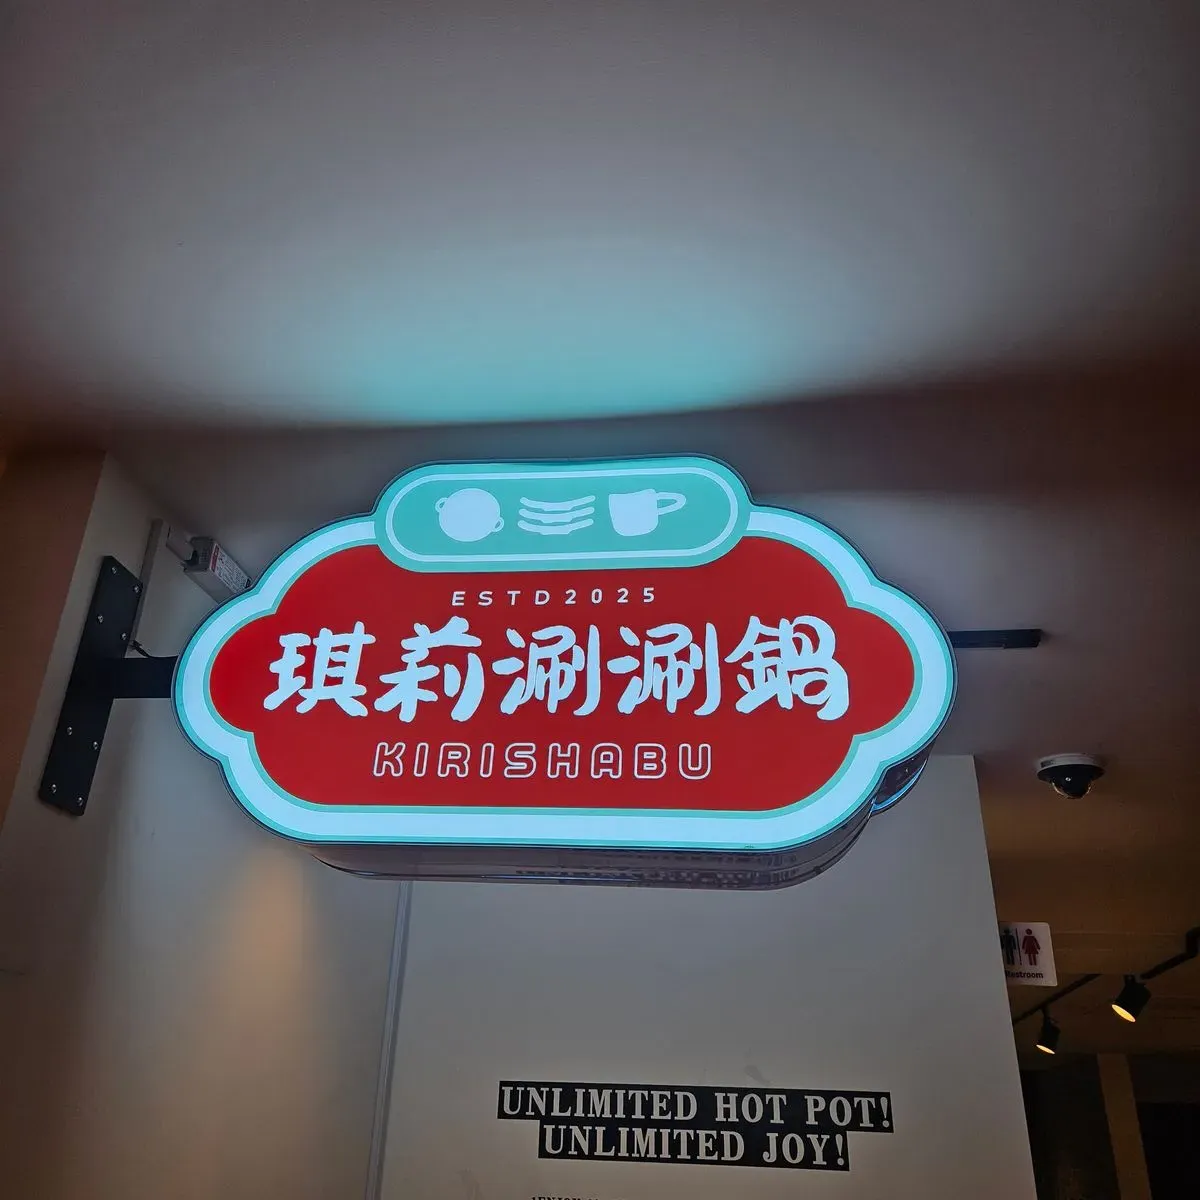 ESTD2025
琪莉涮涮鍋
KIRISHABU
Restroom
UNLIMITED HOT POT!
UNLIMITED JOY!